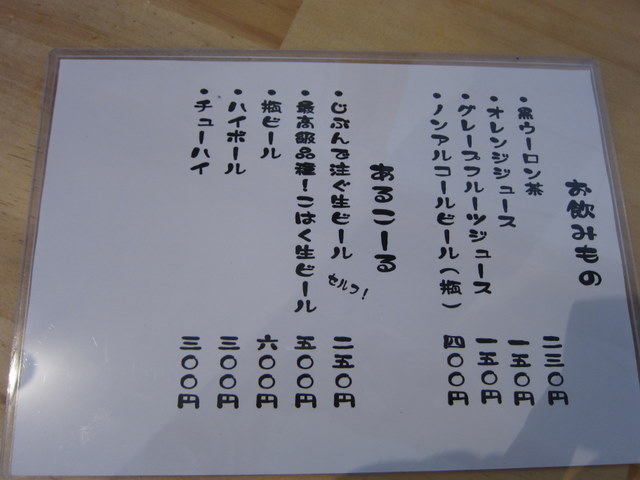 お飲みもの
・黒ウーロン茶 二三〇円
・オレンジジュース 一五〇円
・グレープフルーツジュース 一五〇円
・ノンアルコールビール(瓶) 四〇〇円
あるこーる
・じぶんで注ぐ生ビール セルフ! 二五〇円
・最高級品種!こはく生ビール 五〇〇円
・瓶ビール 六〇〇円
・ハイボール 三〇〇円
・チューハイ 三〇〇円